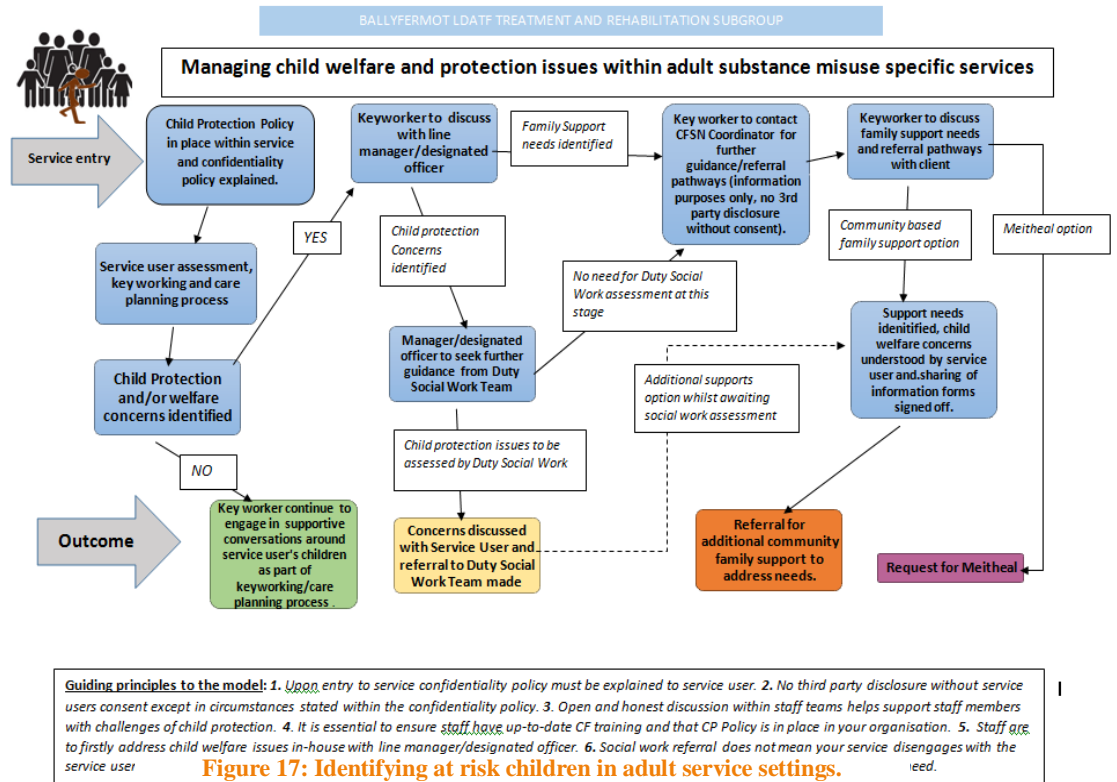 BALLYFERMOT LDATF TREATMENT AND REHABILITATION SUBGROUP
Managing child welfare and protection issues within adult substance misuse specific services
Service entry
Child Protection Policy
in place within service
and confidentiality
policy explained.
Service user assessment,
key working and care
planning process
Child Protection
and/or welfare
concerns identified
YES
NO
Keyworker to discuss
with line
manager/designated
officer
Family Support
needs identified
Child protection
Concerns
identified
Manager/designated
officer to seek further
guidance from Duty
Social Work Team
No need for Duty Social
Work assessment at this
stage
Child protection issues to be
assessed by Duty Social Work
Key worker to contact
CFSN Coordinator for
further
guidance/referral
pathways (information
purposes only, no 3rd
party disclosure
without consent).
Keyworker to discuss
family support needs
and referral pathways
with client
Community based
family support option
Meitheal option
Support needs
idenitified, child
welfare concerns
understood by service
user and.sharing of
information forms
signed off.
Additional supports
option whilst awaiting
social work assessment
Outcome
Key worker continue to
engage in supportive
conversations around
service user's children
as part of
keyworking/care
planning process .
Concerns discussed
with Service User and
referral to Duty Social
Work Team made
Referral for
additional community
family support to
address needs.
Request for Meitheal
Guiding principles to the model: 1. Upon entry to service confidentiality policy must be explained to service user. 2. No third party disclosure without service
users consent except in circumstances stated within the confidentiality policy. 3. Open and honest discussion within staff teams helps support staff members
with challenges of child protection. 4. It is essential to ensure staff have up-to-date CF training and that CP Policy is in place in your organisation. 5. Staff are
to firstly address child welfare issues in-house with line manager/designated officer. 6. Social work referral does not mean your service disengages with the
service user need.
Figure 17: Identifying at risk children in adult service settings.